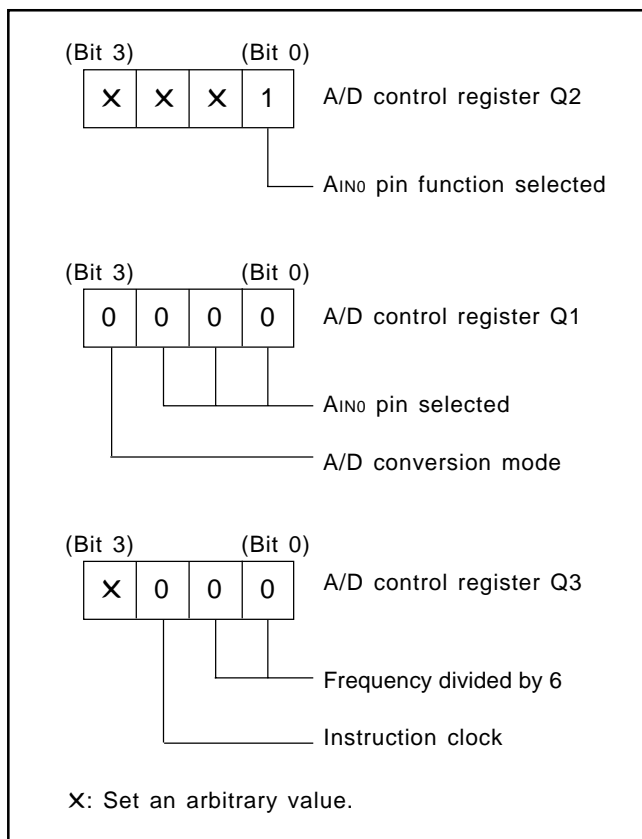 (Bit 3) (Bit 0)
× × × 1 A/D control register Q2
AIN0 pin function selected
(Bit 3) (Bit 0)
0 0 0 0 A/D control register Q1
AIN0 pin selected
A/D conversion mode
(Bit 3) (Bit 0)
× 0 0 0 A/D control register Q3
Frequency divided by 6
Instruction clock
×: Set an arbitrary value.